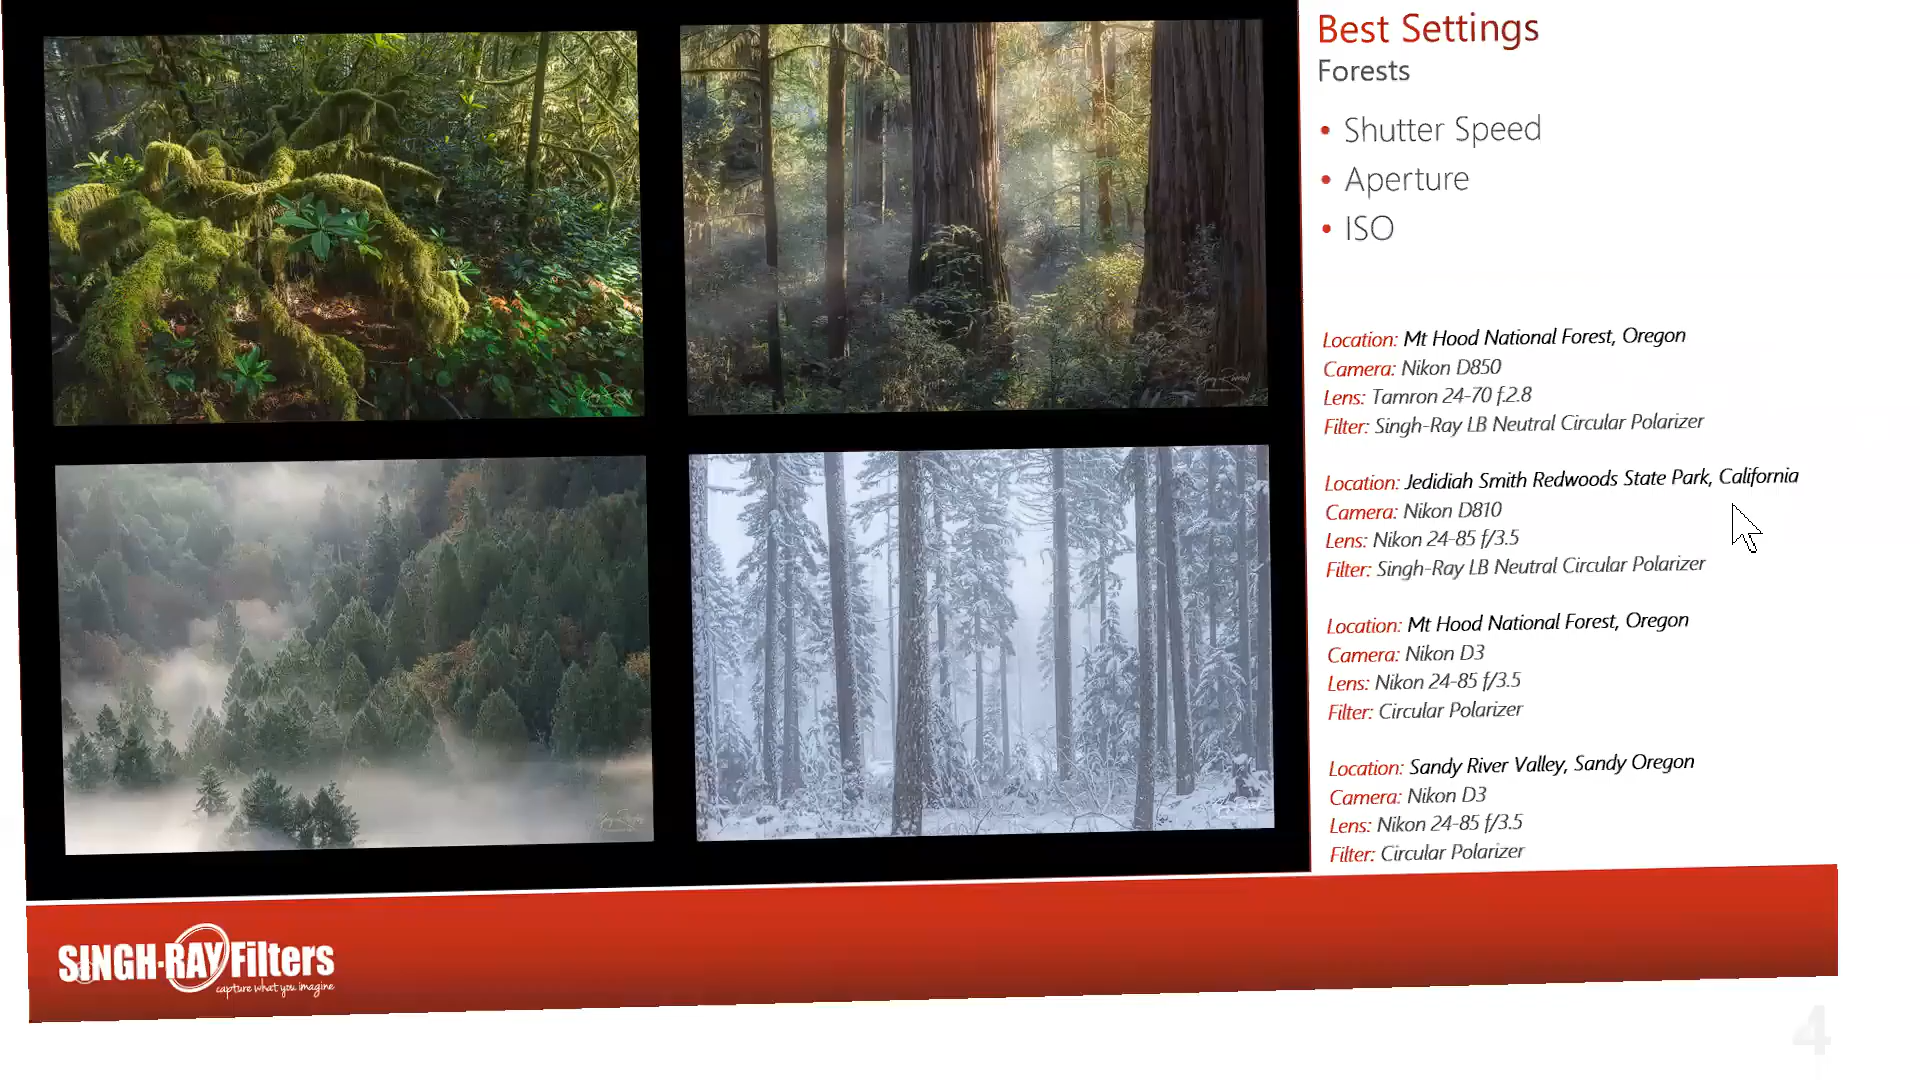 Best Settings
Forests
• Shutter Speed
• Aperture
• ISO
Location: Mt Hood National Forest, Oregon
Camera: Nikon D850
Lens: Tamron 24-70 f.2.8
Filter: Singh-Ray LB Neutral Circular Polarizer
Location: Jedidiah Smith Redwoods State Park, California
Camera: Nikon D810
Lens: Nikon 24-85 f/3.5
Filter: Singh-Ray LB Neutral Circular Polarizer
Location: Mt Hood National Forest, Oregon
Camera: Nikon D3
Lens: Nikon 24-85 f/3.5
Filter: Circular Polarizer
Location: Sandy River Valley, Sandy Oregon
Camera: Nikon D3
Lens: Nikon 24-85 f/3.5
Filter: Circular Polarizer
SINGH-RAY Filters
capture what you imagine
4